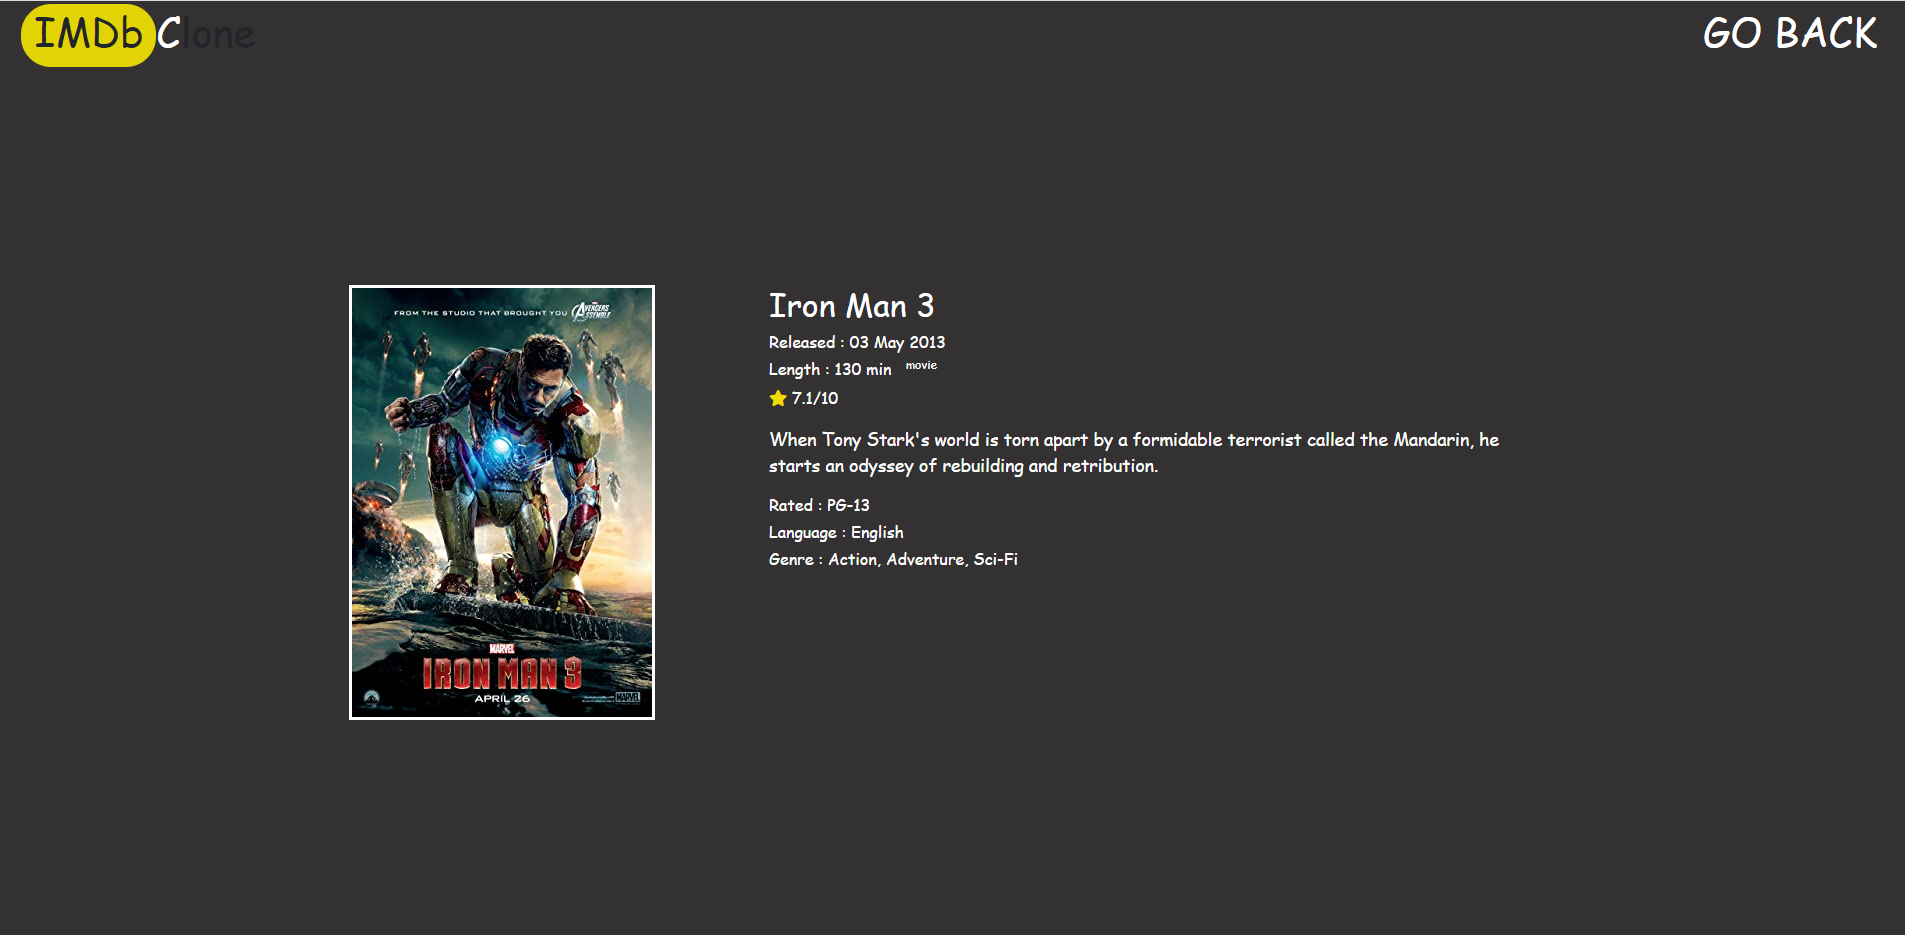 IMDb Clone
GO BACK
FROM THE STUDIO THAT BROUGHT YOU
AVENGERS
ASSEMBLE
MARVEL
IRON MAN 3
APRIL 26
MARVEL
Iron Man 3
Released : 03 May 2013
Length : 130 min movie
7.1/10
When Tony Stark's world is torn apart by a formidable terrorist called the Mandarin, he
starts an odyssey of rebuilding and retribution.
Rated : PG-13
Language : English
Genre : Action, Adventure, Sci-Fi